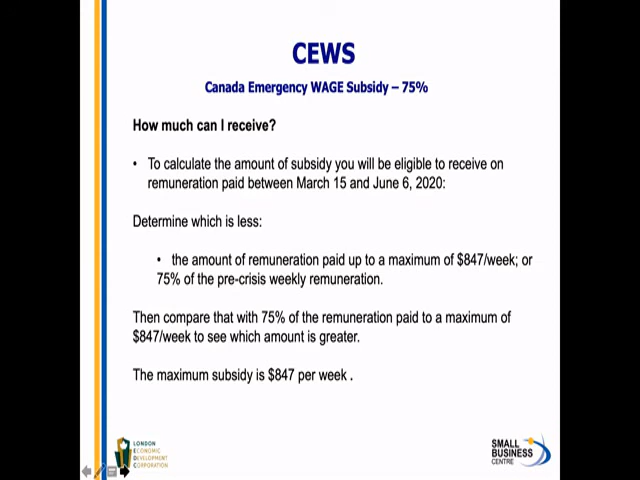 CEWS
Canada Emergency WAGE Subsidy – 75%
How much can I receive?
• To calculate the amount of subsidy you will be eligible to receive on
remuneration paid between March 15 and June 6, 2020:
Determine which is less:
• the amount of remuneration paid up to a maximum of $847/week; or
75% of the pre-crisis weekly remuneration.
Then compare that with 75% of the remuneration paid to a maximum of
$847/week to see which amount is greater.
The maximum subsidy is $847 per week .
LONDON
ECONOMIC
DEVELOPMENT
CORPORATION
SMALL
BUSINESS
CENTRE